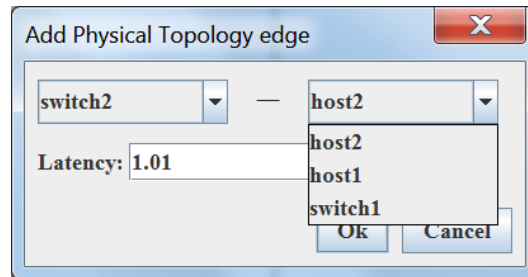 Add Physical Topology edge
switch2 — host2
host2
Latency: 1.01
host1
switch1
Ok Cancel